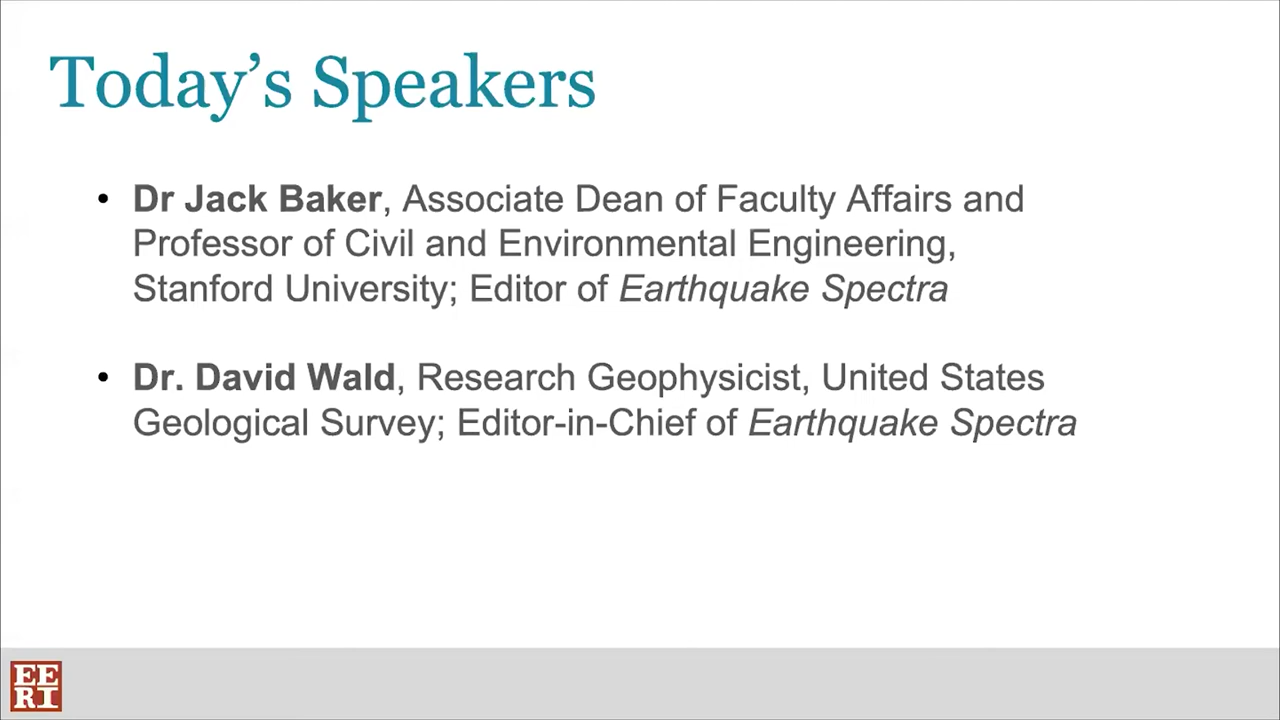 Today’s Speakers
• Dr Jack Baker, Associate Dean of Faculty Affairs and
Professor of Civil and Environmental Engineering,
Stanford University; Editor of Earthquake Spectra
• Dr. David Wald, Research Geophysicist, United States
Geological Survey; Editor-in-Chief of Earthquake Spectra
EE
RI